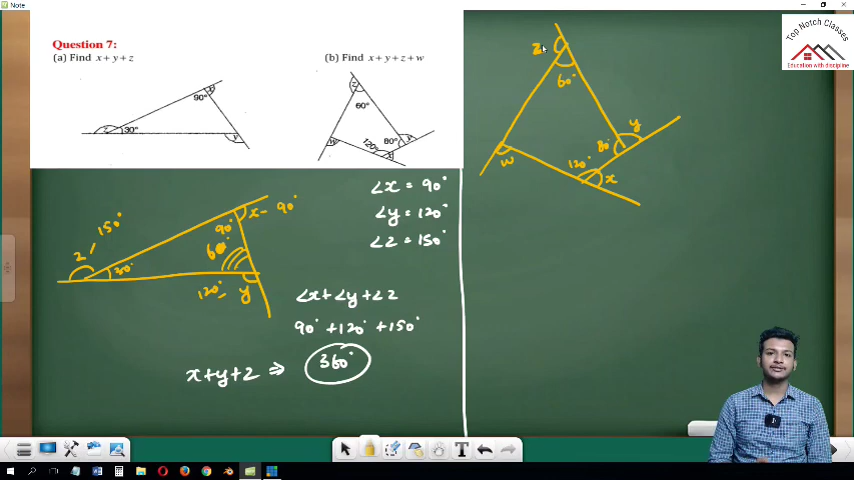 Question 7:
(a) Find x+y+z
(b) Find x+y+z+w
90°
30°
z
x
y
z
60°
w
120°
80°
y
x
Top Notch Classes
Education with discipline
z
60°
80°
y
w
120°
x
z - 150°
30°
90°
x - 90°
60°
120° -
y
∠x = 90°
∠y = 120°
∠z = 150°
∠x + ∠y + ∠z
90° + 120° + 150°
x+y+z ⇒ 360°
T